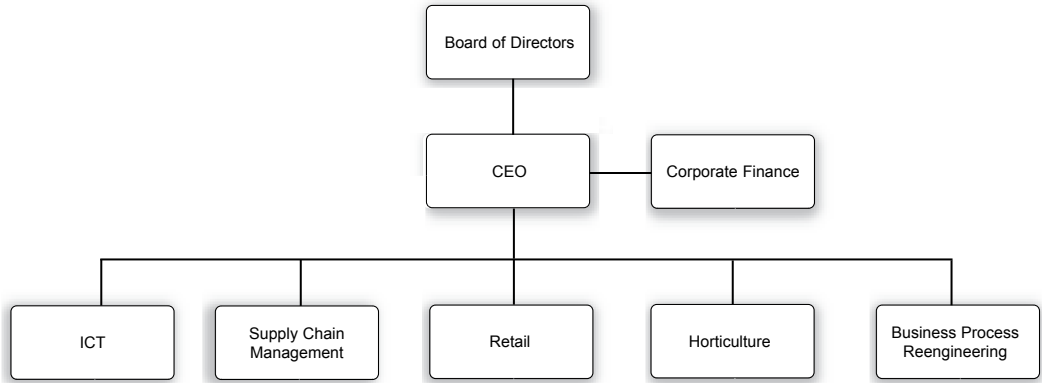 Board of Directors
CEO
Corporate Finance
ICT
Supply Chain
Management
Retail
Horticulture
Business Process
Reengineering